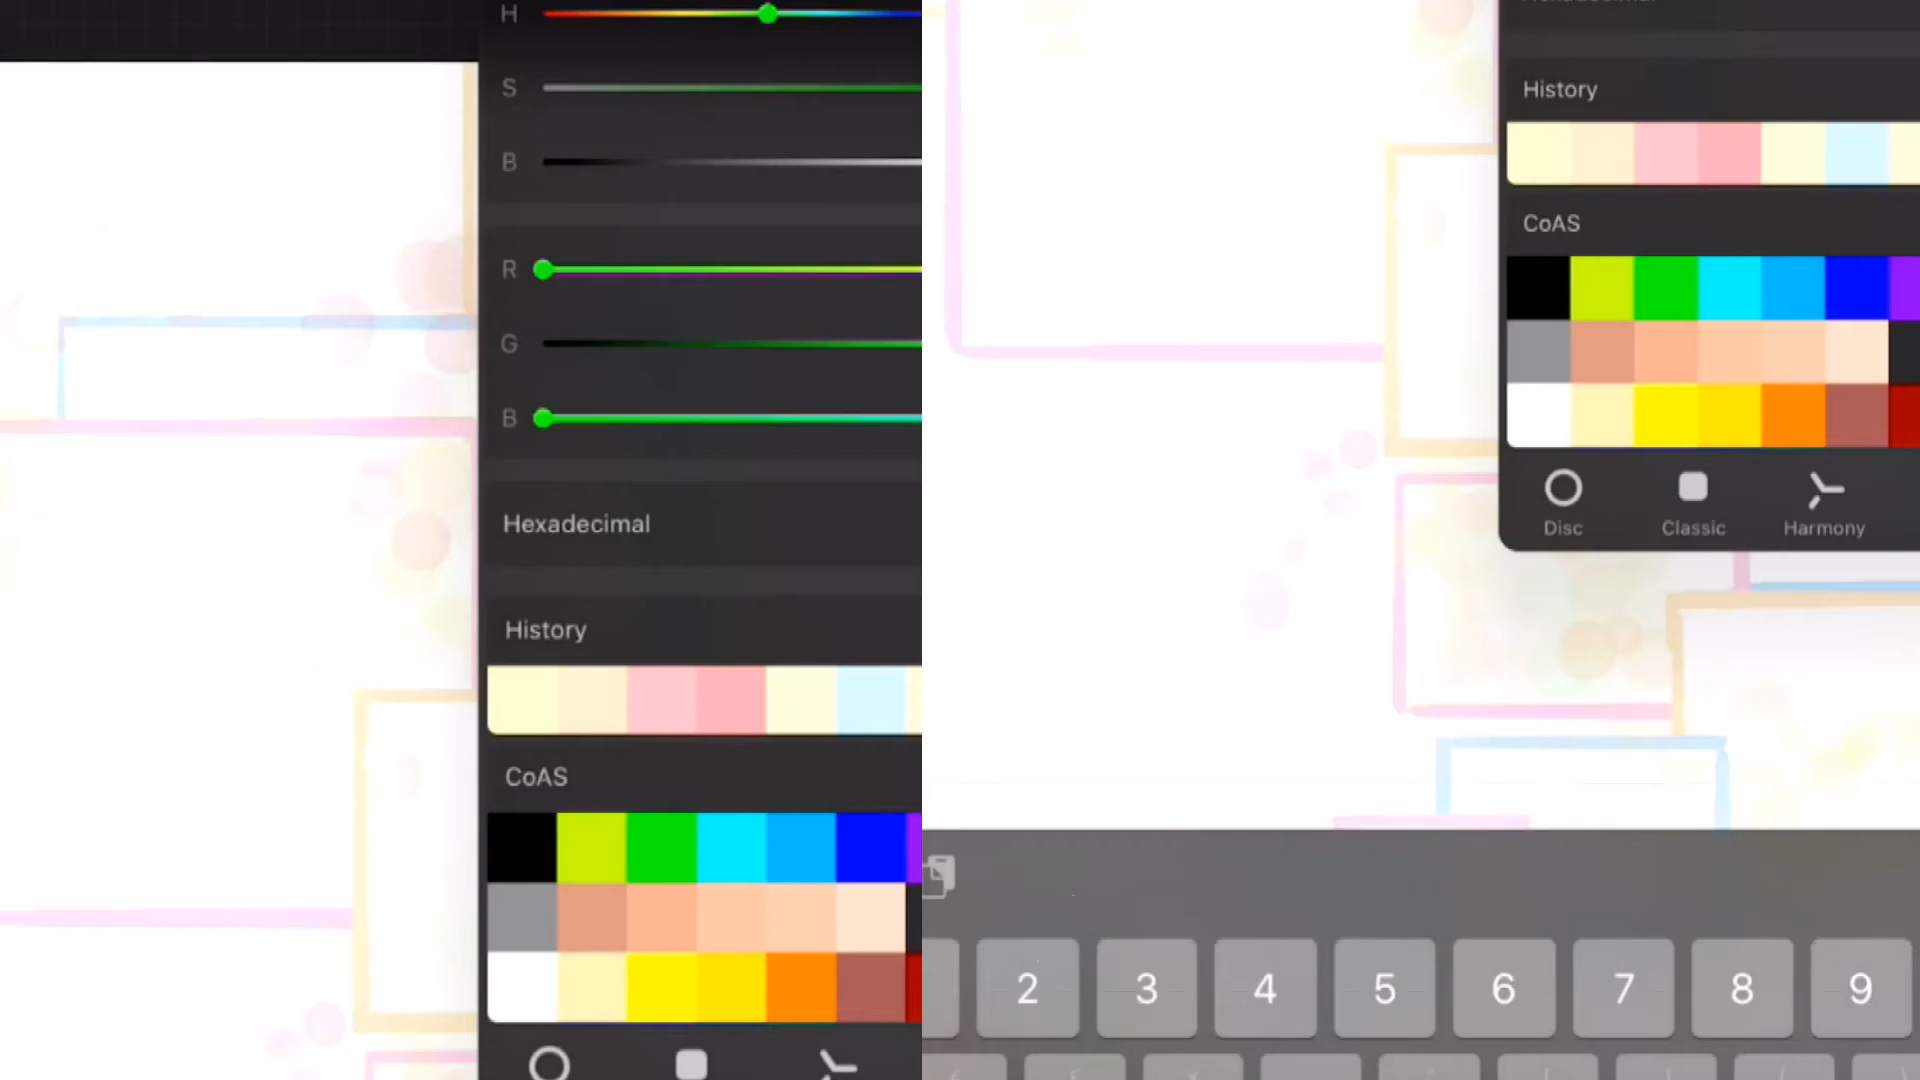 H
S
B
R
G
B
Hexadecimal
History
CoAS
History
CoAS
Disc Classic Harmony
2 3 4 5 6 7 8 9